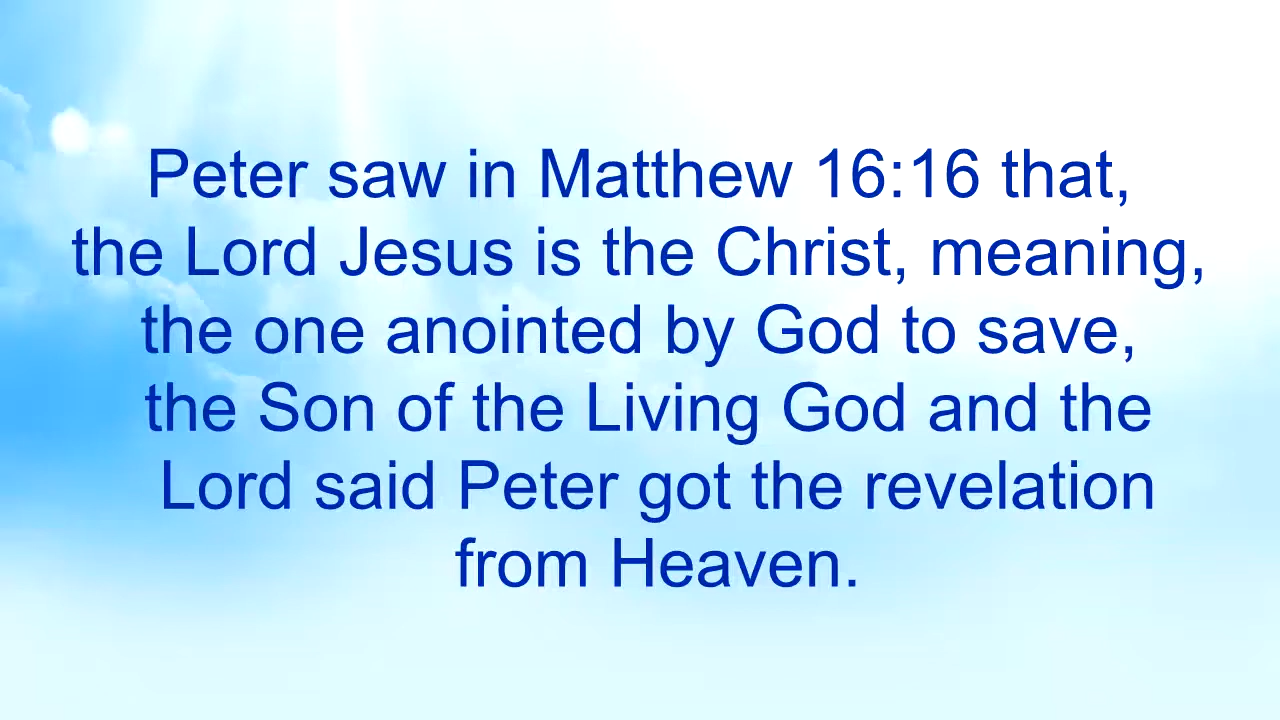 Peter saw in Matthew 16:16 that,
the Lord Jesus is the Christ, meaning,
the one anointed by God to save,
the Son of the Living God and the
Lord said Peter got the revelation
from Heaven.